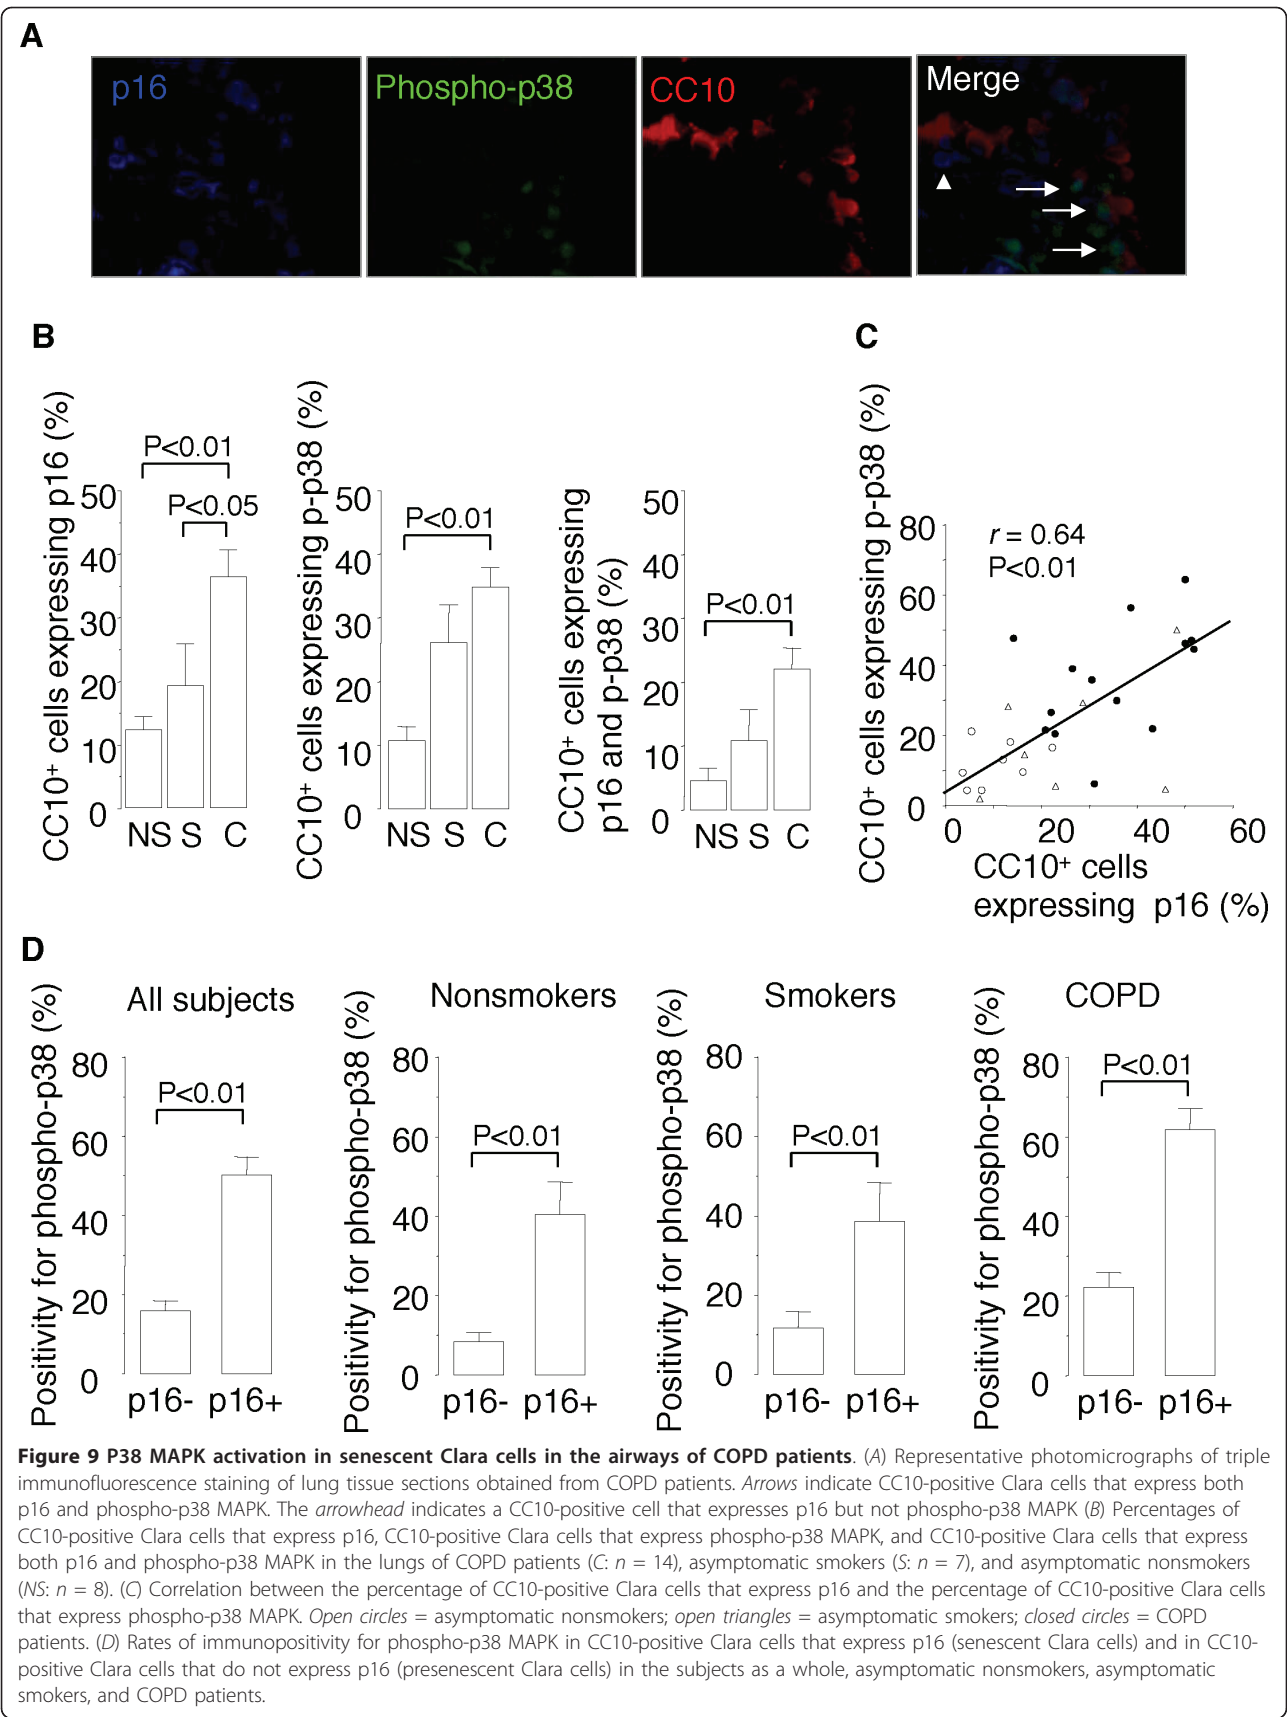 A
p16
Phospho-p38
CC10
Merge
B
CC10+ cells expressing p16 (%)
P<0.01
P<0.05
50
40
30
20
10
0
NS S C
CC10+ cells expressing p-p38 (%)
P<0.01
50
40
30
20
10
0
NS S C
CC10+ cells expressing
p16 and p-p38 (%)
P<0.01
50
40
30
20
10
0
NS S C
C
CC10+ cells expressing p-p38 (%)
r = 0.64
P<0.01
80
60
40
20
0
0 20 40 60
CC10+ cells
expressing p16 (%)
D
All subjects
Positivity for phospho-p38 (%)
P<0.01
80
60
40
20
0
p16- p16+
Nonsmokers
Positivity for phospho-p38 (%)
P<0.01
80
60
40
20
0
p16- p16+
Smokers
Positivity for phospho-p38 (%)
P<0.01
80
60
40
20
0
p16- p16+
COPD
Positivity for phospho-p38 (%)
P<0.01
80
60
40
20
0
p16- p16+
Figure 9 P38 MAPK activation in senescent Clara cells in the airways of COPD patients. (A) Representative photomicrographs of triple
immunofluorescence staining of lung tissue sections obtained from COPD patients. Arrows indicate CC10-positive Clara cells that express both
p16 and phospho-p38 MAPK. The arrowhead indicates a CC10-positive cell that expresses p16 but not phospho-p38 MAPK (B) Percentages of
CC10-positive Clara cells that express p16, CC10-positive Clara cells that express phospho-p38 MAPK, and CC10-positive Clara cells that express
both p16 and phospho-p38 MAPK in the lungs of COPD patients (C: n = 14), asymptomatic smokers (S: n = 7), and asymptomatic nonsmokers
(NS: n = 8). (C) Correlation between the percentage of CC10-positive Clara cells that express p16 and the percentage of CC10-positive Clara cells
that express phospho-p38 MAPK. Open circles = asymptomatic nonsmokers; open triangles = asymptomatic smokers; closed circles = COPD
patients. (D) Rates of immunopositivity for phospho-p38 MAPK in CC10-positive Clara cells that express p16 (senescent Clara cells) and in CC10-
positive Clara cells that do not express p16 (presenescent Clara cells) in the subjects as a whole, asymptomatic nonsmokers, asymptomatic
smokers, and COPD patients.